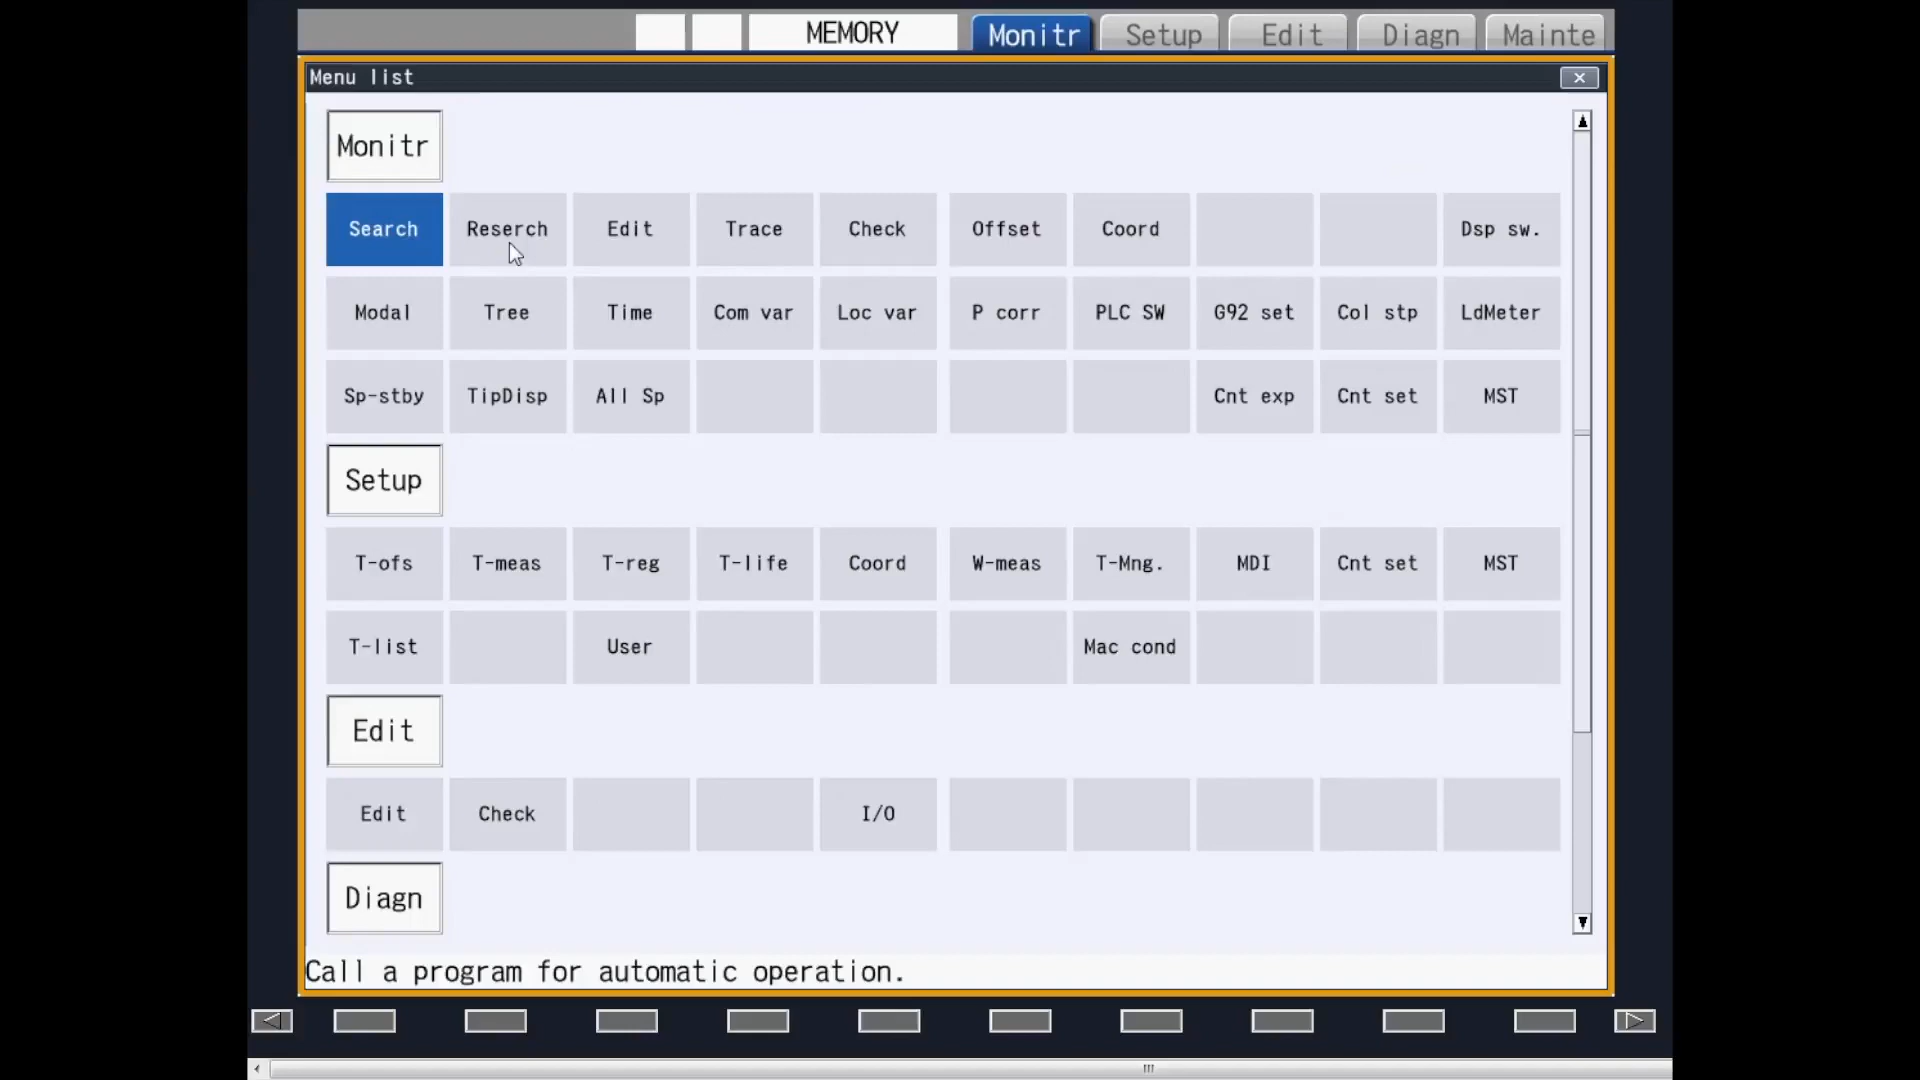 MEMORY Monitr Setup Edit Diagn Mainte
Menu list
Monitr
Search Reserch Edit Trace Check Offset Coord Dsp sw.
Modal Tree Time Com var Loc var P corr PLC SW G92 set Col stp LdMeter
Sp-stby TipDisp All Sp Cnt exp Cnt set MST
Setup
T-ofs T-meas T-reg T-life Coord W-meas T-Mng. MDI Cnt set MST
T-list User Mac cond
Edit
Edit Check I/O
Diagn
Call a program for automatic operation.